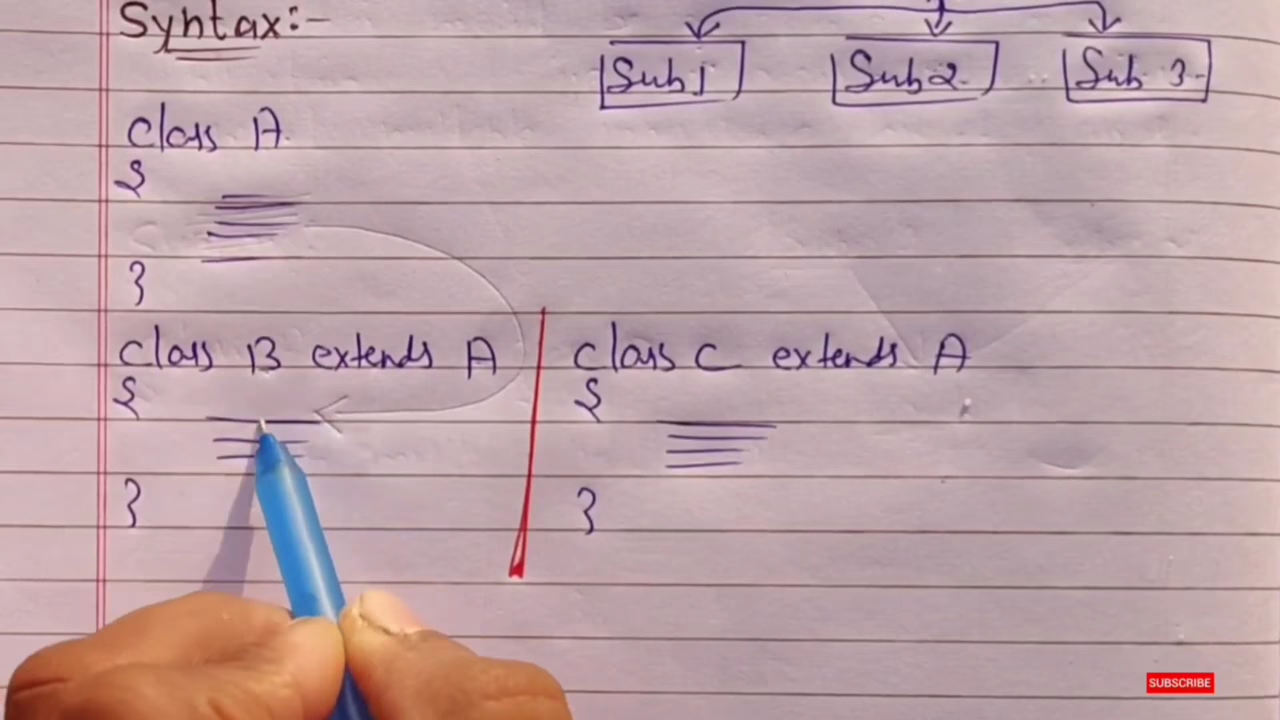 Syntax:-
Sub 1
Sub 2
Sub 3
class A
{
}
class B extends A
{
}
class C extends A
{
}
SUBSCRIBE